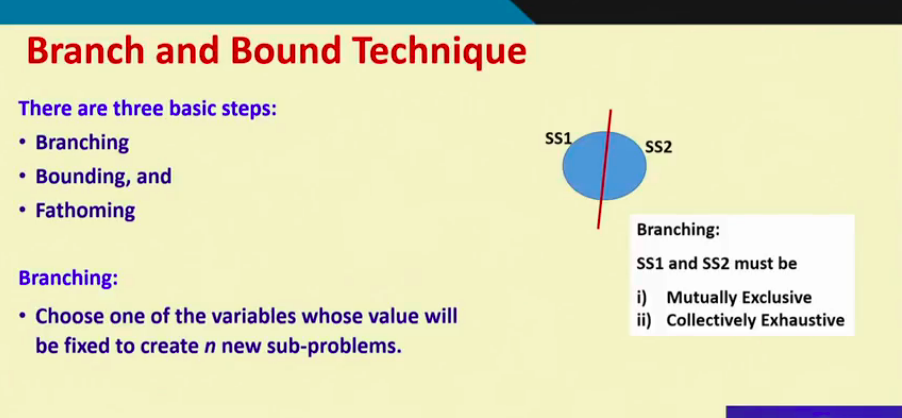 Branch and Bound Technique
There are three basic steps:
• Branching
• Bounding, and
• Fathoming
Branching:
• Choose one of the variables whose value will
be fixed to create n new sub-problems.
SS1
SS2
Branching:
SS1 and SS2 must be
i) Mutually Exclusive
ii) Collectively Exhaustive